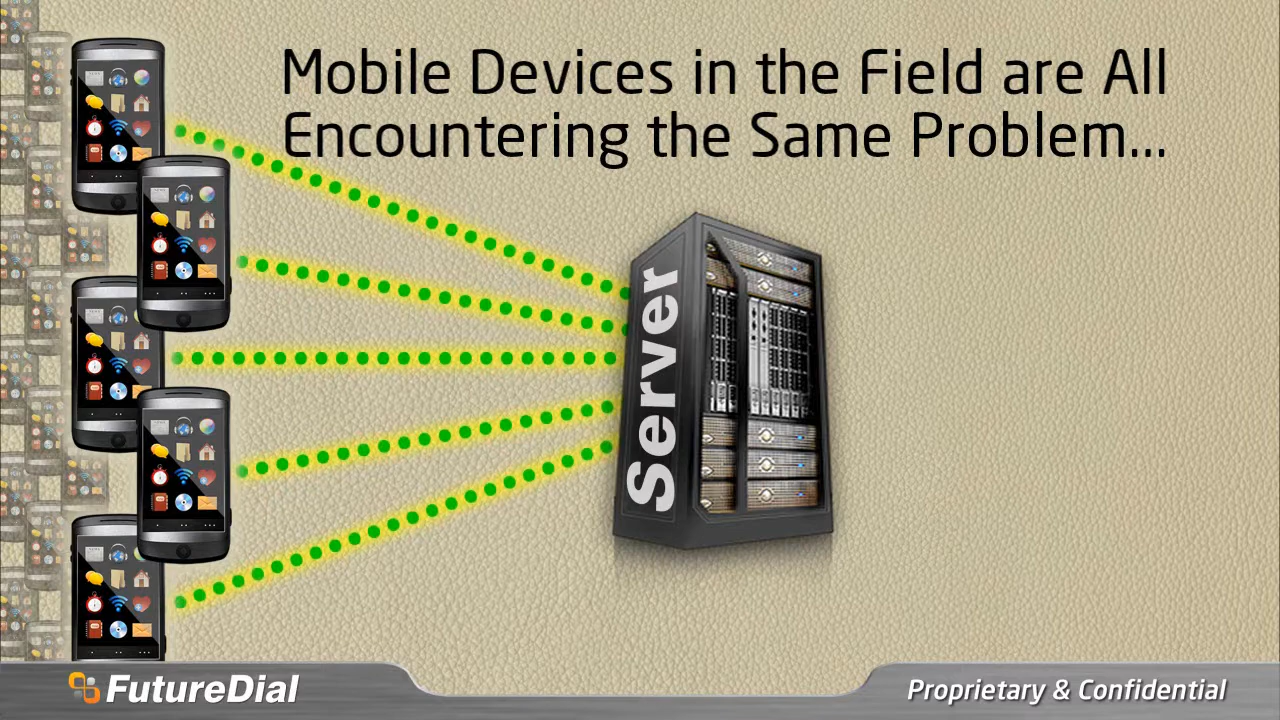 Mobile Devices in the Field are All
Encountering the Same Problem...
Server
FutureDial
Proprietary & Confidential